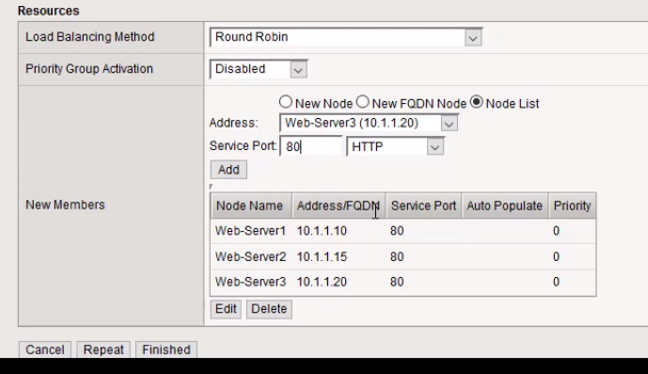 Resources
Load Balancing Method Round Robin
Priority Group Activation Disabled
New Node New FQDN Node Node List
Address: Web-Server3 (10.1.1.20)
Service Port: 80 HTTP
Add
New Members
Node Name Address/FQDN Service Port Auto Populate Priority
Web-Server1 10.1.1.10 80 0
Web-Server2 10.1.1.15 80 0
Web-Server3 10.1.1.20 80 0
Edit Delete
Cancel Repeat Finished